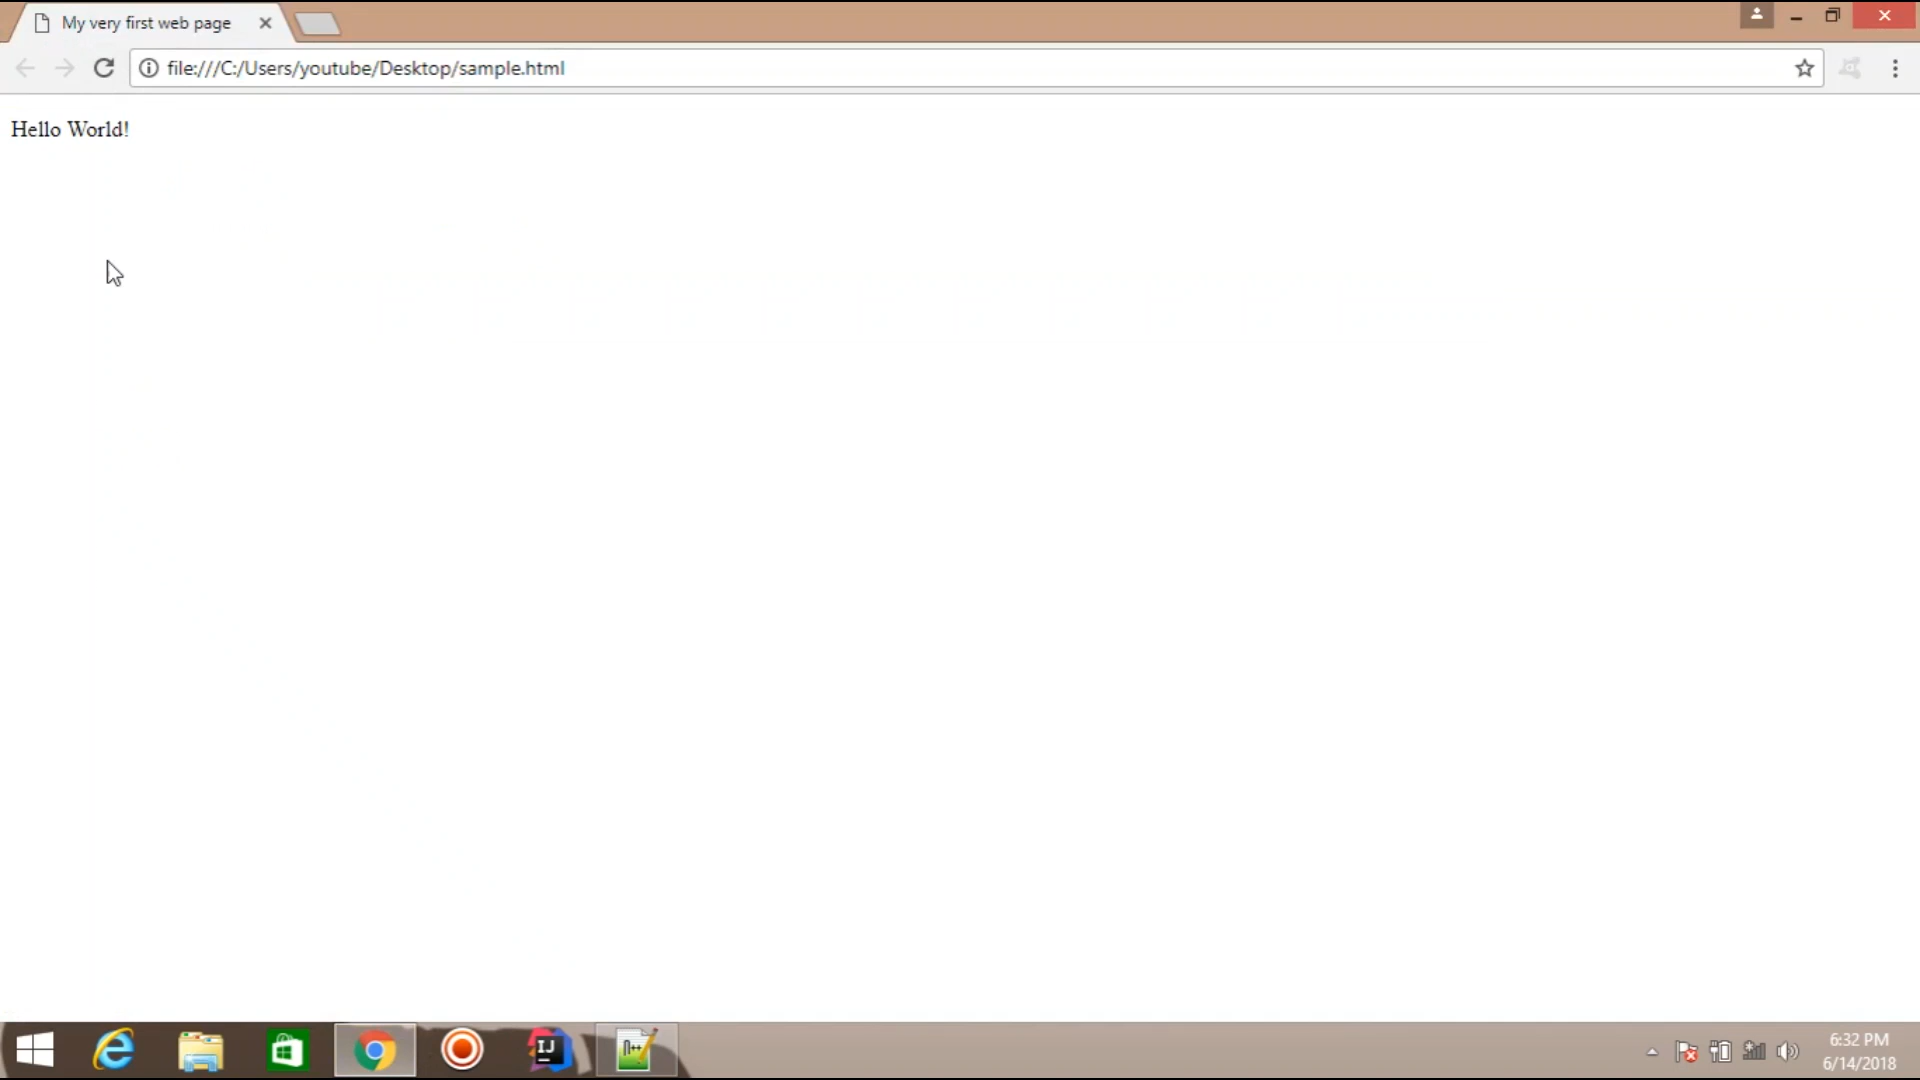 My very first web page
file:///C:/Users/youtube/Desktop/sample.html
Hello World!
IJ
n++
6:32 PM
6/14/2018